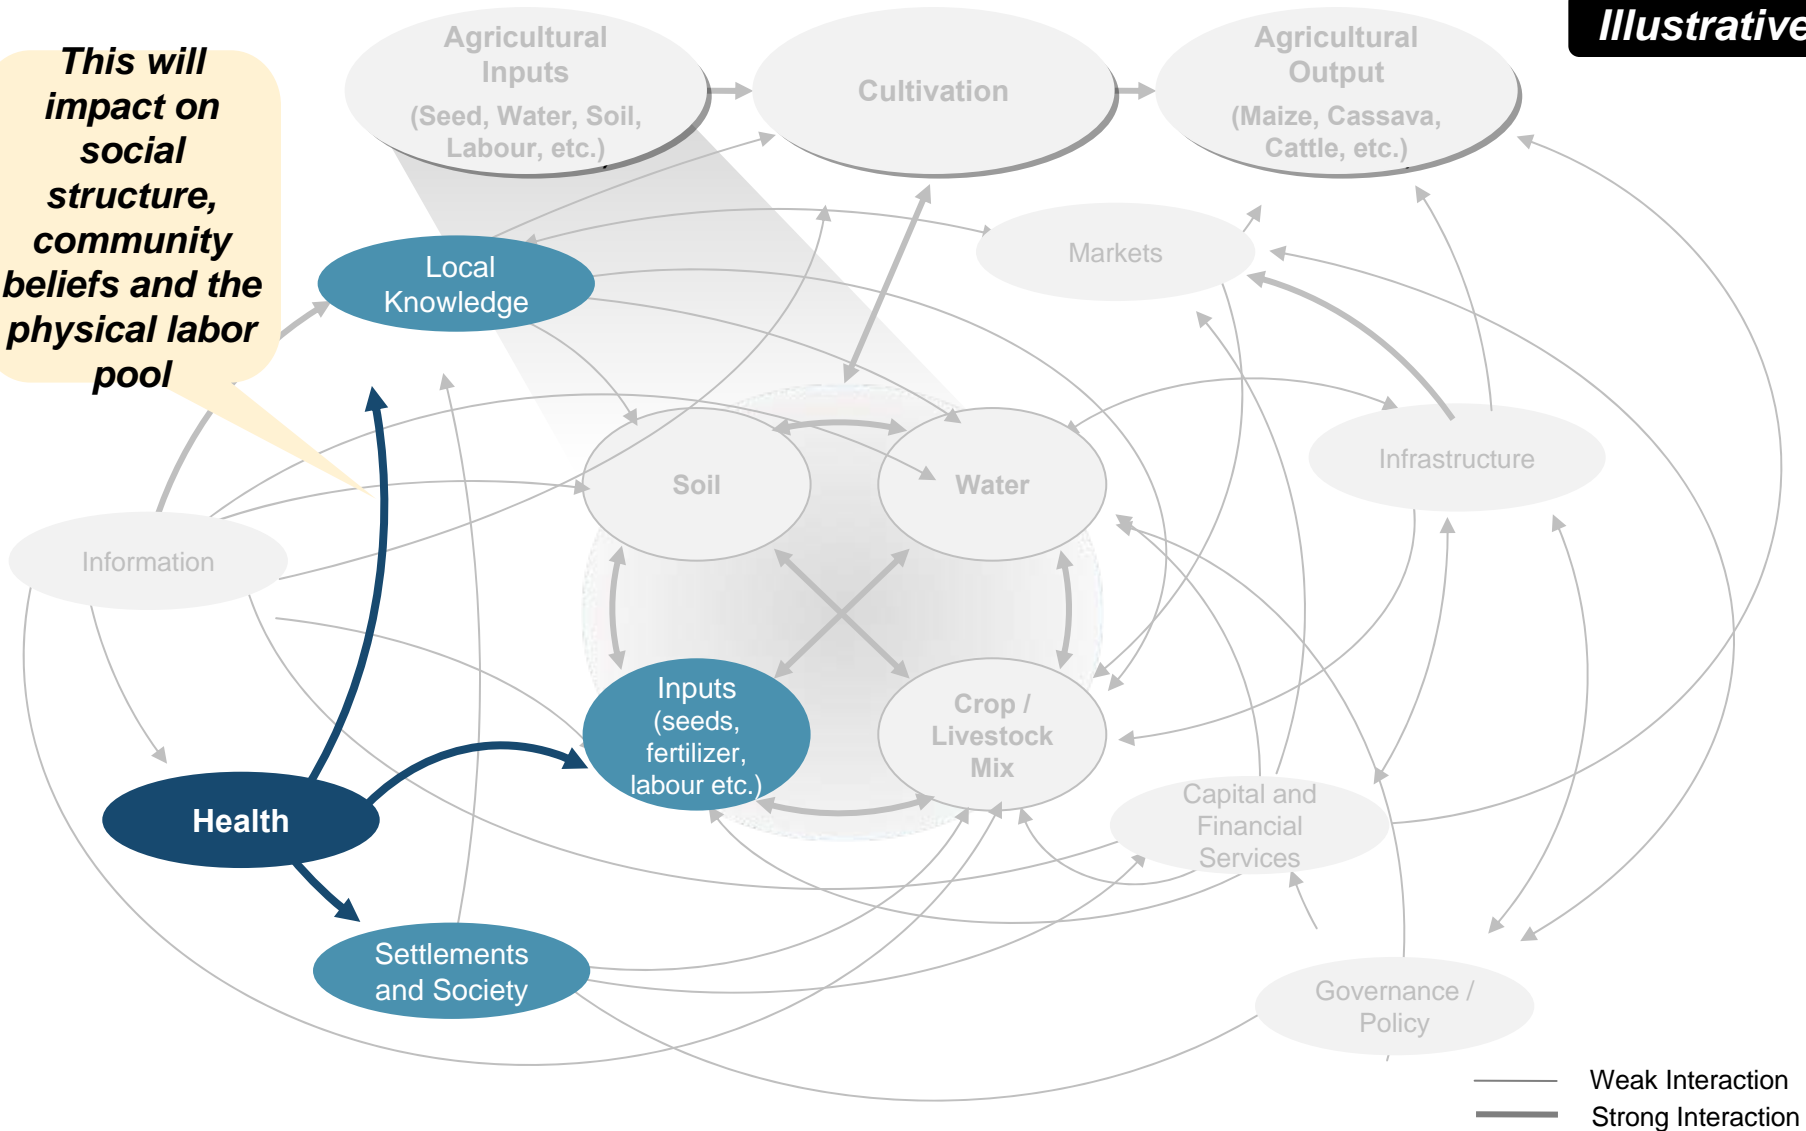 Illustrative
This will
impact on
social
structure,
community
beliefs and the
physical labor
pool
Agricultural
Inputs
(Seed, Water, Soil,
Labour, etc.)
Cultivation
Agricultural
Output
(Maize, Cassava,
Cattle, etc.)
Local
Knowledge
Markets
Soil
Water
Infrastructure
Information
Inputs
(seeds,
fertilizer,
labour etc.)
Crop /
Livestock
Mix
Health
Capital and
Financial
Services
Settlements
and Society
Governance /
Policy
Weak Interaction
Strong Interaction